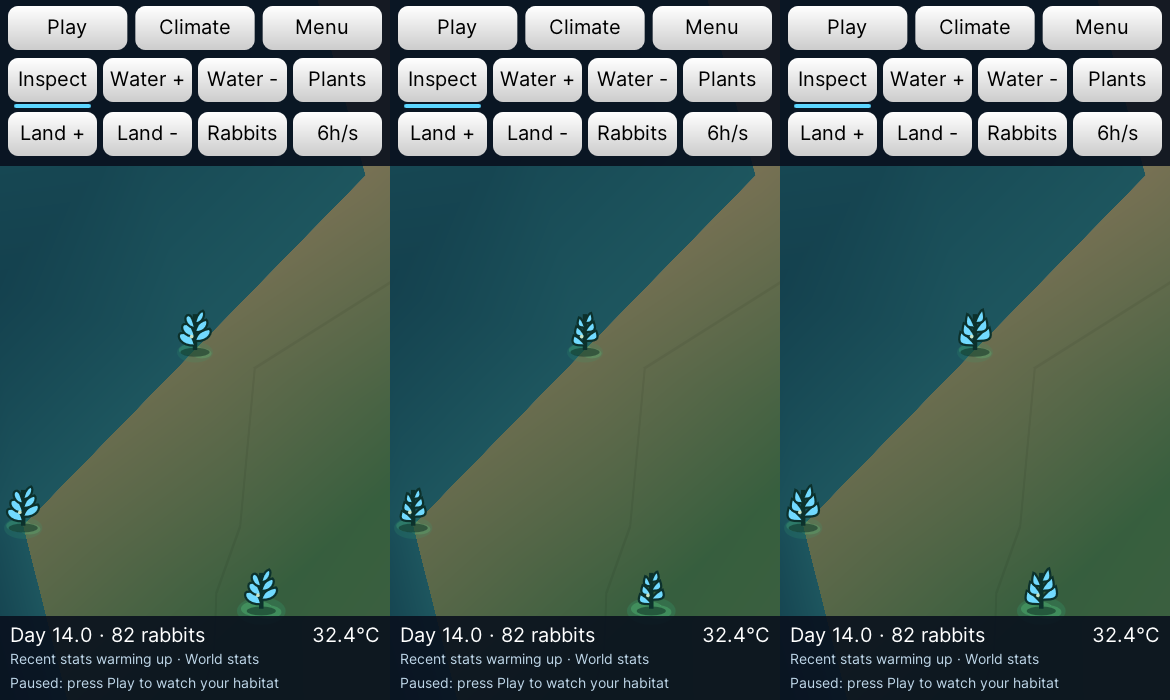 Play Climate Menu
Inspect Water + Water - Plants
Land + Land - Rabbits 6h/s
Day 14.0 · 82 rabbits 32.4°C
Recent stats warming up · World stats
Paused: press Play to watch your habitat
Play Climate Menu
Inspect Water + Water - Plants
Land + Land - Rabbits 6h/s
Day 14.0 · 82 rabbits 32.4°C
Recent stats warming up · World stats
Paused: press Play to watch your habitat
Play Climate Menu
Inspect Water + Water - Plants
Land + Land - Rabbits 6h/s
Day 14.0 · 82 rabbits 32.4°C
Recent stats warming up · World stats
Paused: press Play to watch your habitat